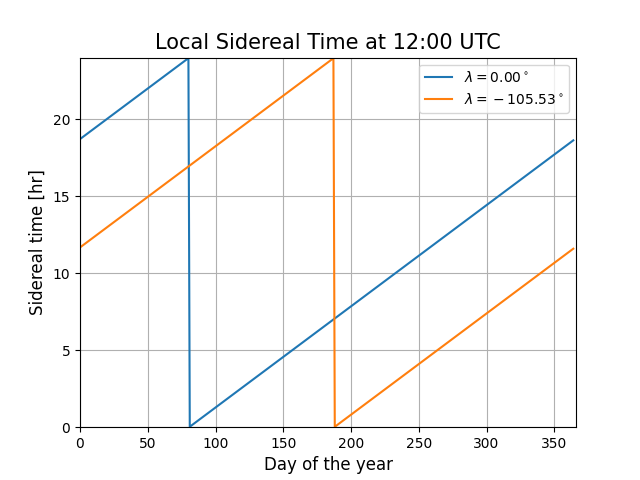 Local Sidereal Time at 12:00 UTC
λ = 0.00°
λ = −105.53°
20
15
10
5
0
Sidereal time [hr]
0 50 100 150 200 250 300 350
Day of the year